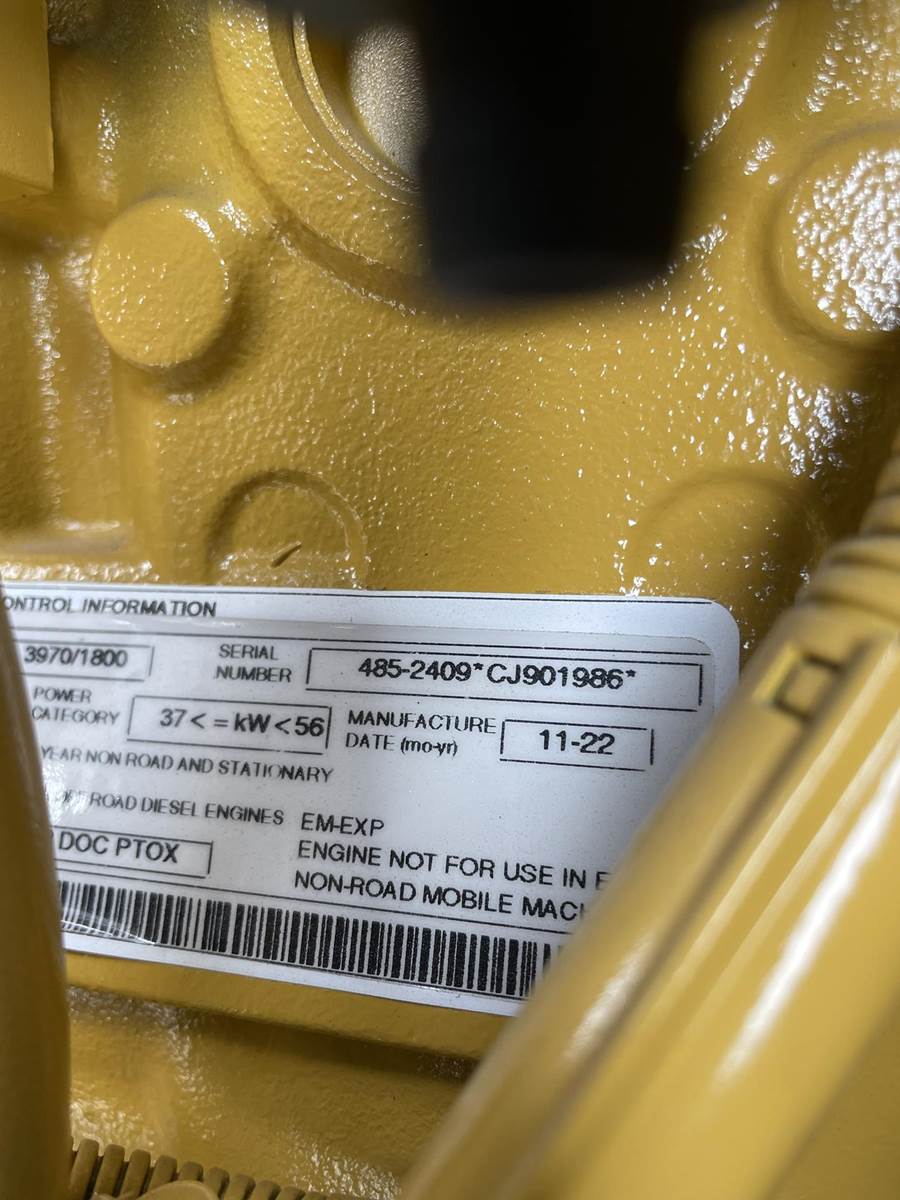 ONTROL INFORMATION
3970/1800 SERIAL NUMBER 485-2409*CJ901986*
POWER CATEGORY 37<=kW<56 MANUFACTURE DATE (mo-yr) 11-22
YEAR NON ROAD AND STATIONARY
ROAD DIESEL ENGINES EM-EXP
DOC PTOX ENGINE NOT FOR USE IN E
NON-ROAD MOBILE MACH